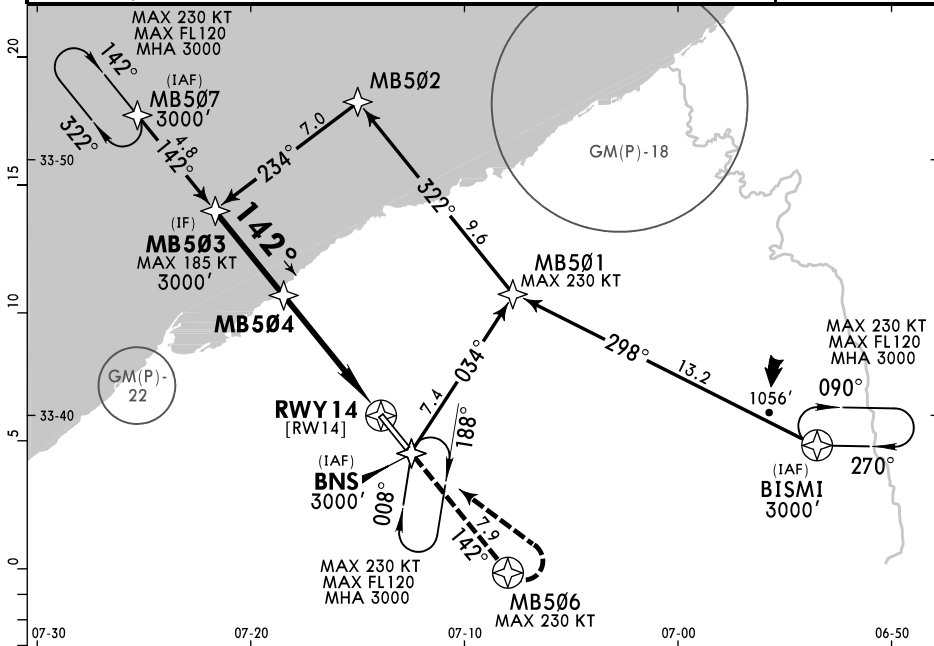 MAX 230 KT
MAX FL120
MHA 3000
142°
(IAF)
MB5Ø7
3000'
322°
4.8
142°
MB5Ø2
7.0
234°
GM(P)-18
322°
9.6
(IF)
MB5Ø3
MAX 185 KT
3000'
142°
MB5Ø1
MAX 230 KT
MB5Ø4
298°
13.2
MAX 230 KT
MAX FL120
MHA 3000
GM(P)-
22
034°
7.4
1056'
090°
270°
RWY 14
[RW14]
188°
(IAF)
BNS
3000'
008°
(IAF)
BISMI
3000'
7.9
142°
MAX 230 KT
MAX FL120
MHA 3000
MB5Ø6
MAX 230 KT
20
33-50
15
10
33-40
5
0
07-30
07-20
07-10
07-00
06-50